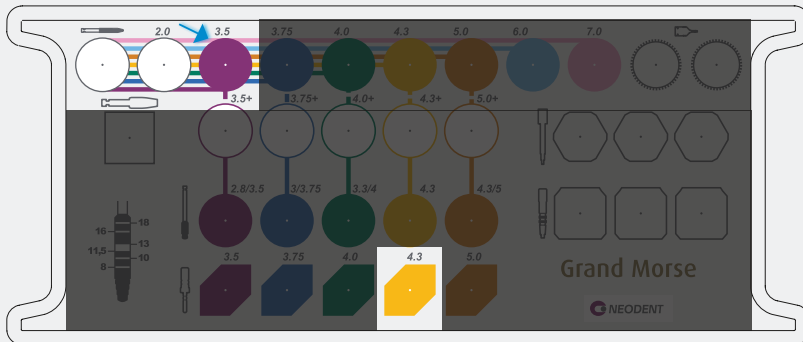 2.0 3.5 3.75 4.0 4.3 5.0 6.0 7.0
3.5+ 3.75+ 4.0+ 4.3+ 5.0+
2.8/3.5 3/3.75 3.3/4 4.3 4.3/5
18
16
13
11,5
10
8
3.5 3.75 4.0 4.3 5.0
Grand Morse
NEODENT